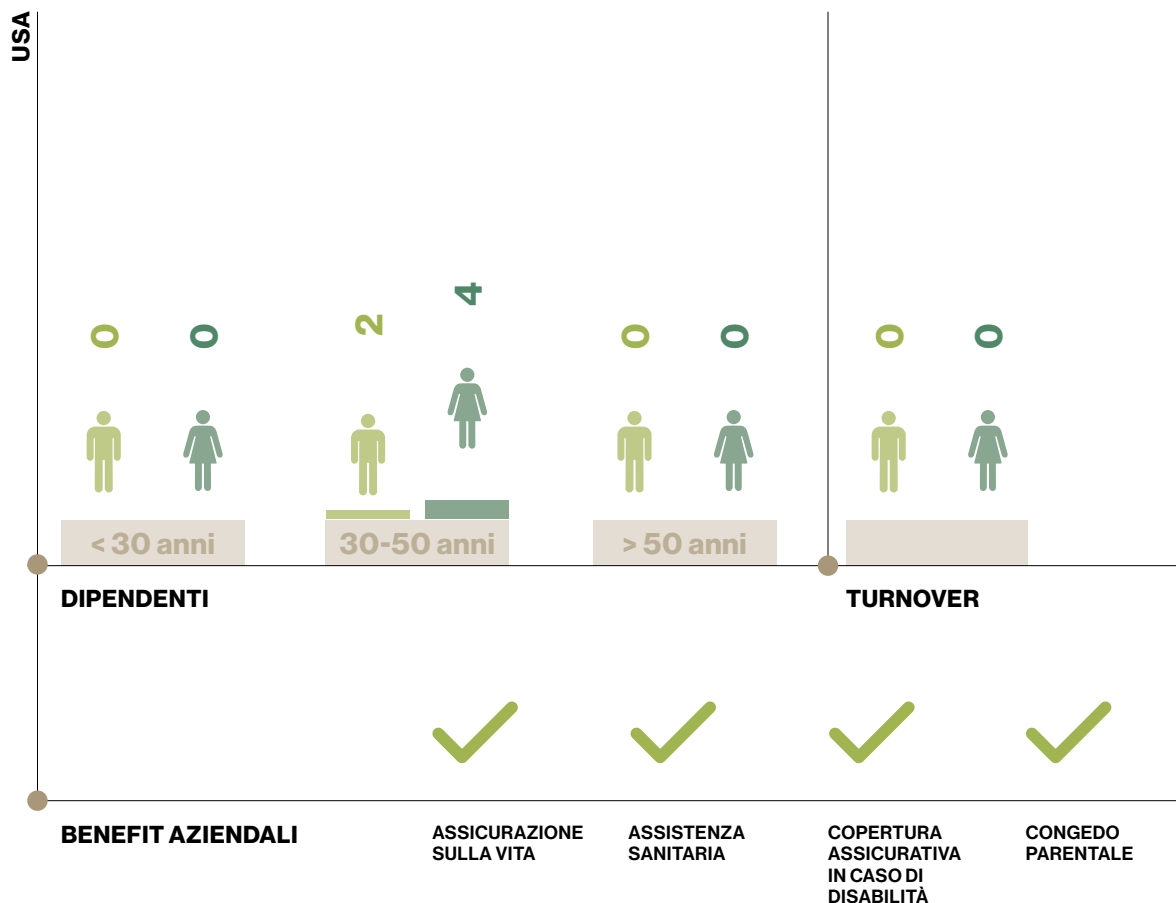 USA
0 0 2 4 0 0 0 0
< 30 anni 30-50 anni > 50 anni
DIPENDENTI TURNOVER
BENEFIT AZIENDALI
ASSICURAZIONE
SULLA VITA
ASSISTENZA
SANITARIA
COPERTURA
ASSICURATIVA
IN CASO DI
DISABILITÀ
CONGEDO
PARENTALE